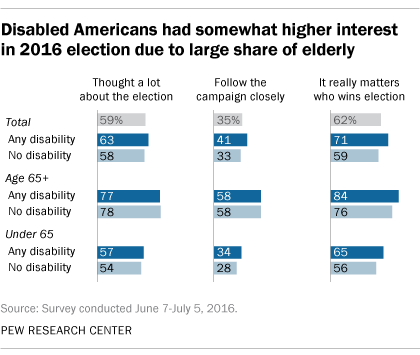 Disabled Americans had somewhat higher interest
in 2016 election due to large share of elderly
Thought a lot
about the election
Follow the
campaign closely
It really matters
who wins election
Total 59% 35% 62%
Any disability 63 41 71
No disability 58 33 59
Age 65+
Any disability 77 58 84
No disability 78 58 76
Under 65
Any disability 57 34 65
No disability 54 28 56
Source: Survey conducted June 7-July 5, 2016.
PEW RESEARCH CENTER